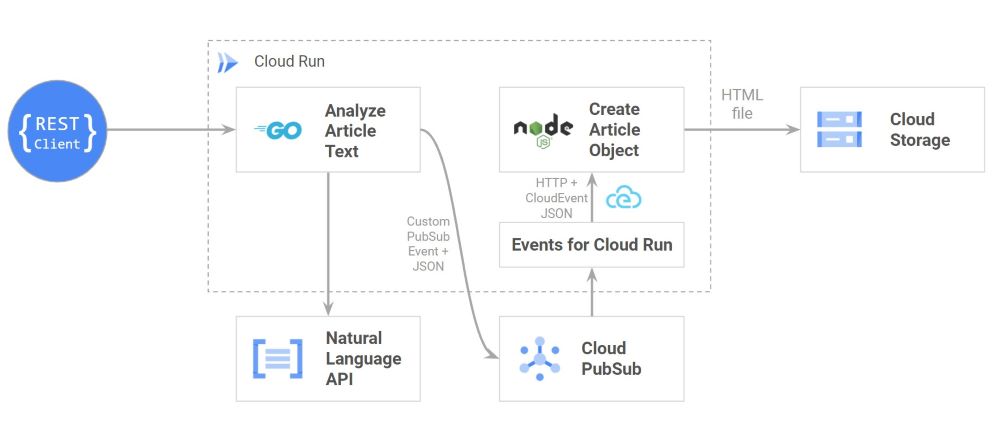 Cloud Run
{ REST }
Client
GO
Analyze
Article
Text
node
JS
Create
Article
Object
HTML
file
Cloud
Storage
HTTP +
CloudEvent
JSON
Custom
PubSub
Event +
JSON
Events for Cloud Run
Natural
Language
API
Cloud
PubSub